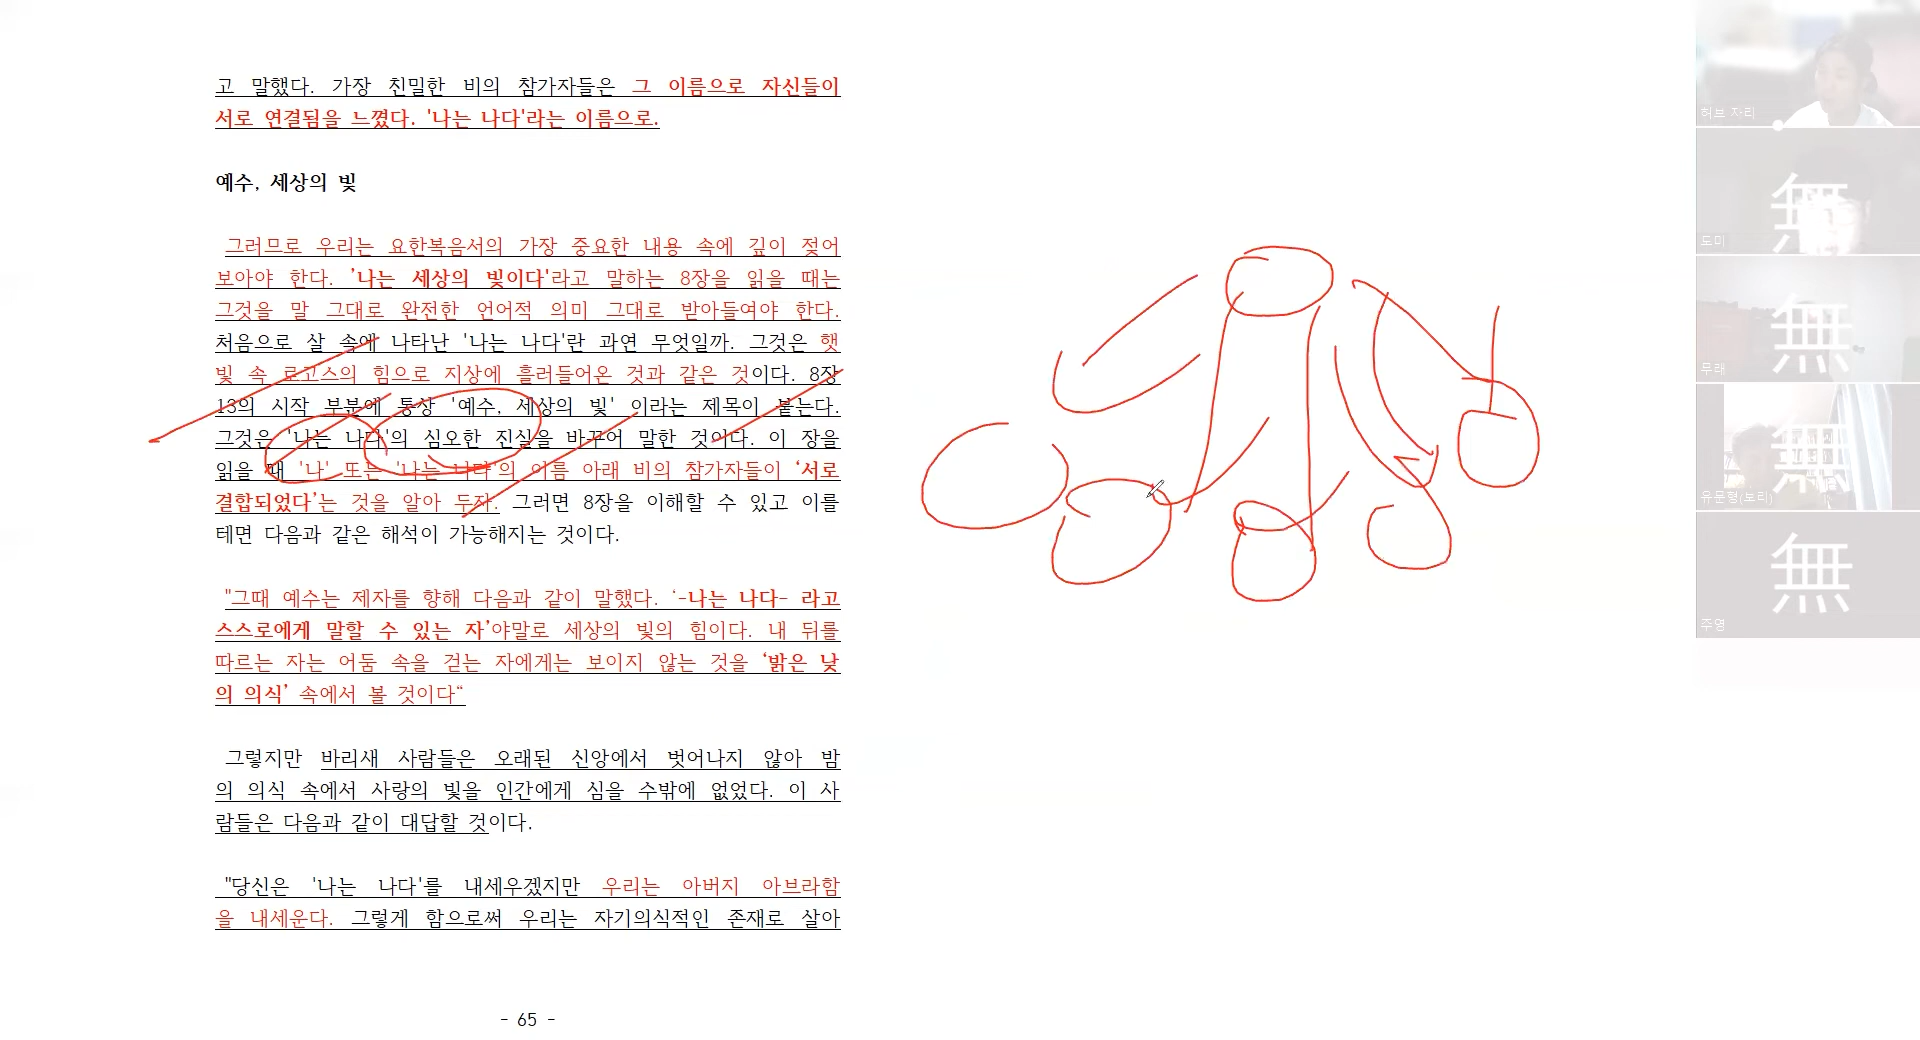 고 말했다. 가장 친밀한 비의 참가자들은 그 이름으로 자신들이
서로 연결됨을 느꼈다. '나는 나다'라는 이름으로.
예수, 세상의 빛
그러므로 우리는 요한복음서의 가장 중요한 내용 속에 깊이 젖어
보아야 한다. '나는 세상의 빛이다'라고 말하는 8장을 읽을 때는
그것을 말 그대로 완전한 언어적 의미 그대로 받아들여야 한다.
처음으로 살 속에 나타난 '나는 나다'란 과연 무엇일까. 그것은 햇
빛 속 로고스의 힘으로 지상에 흘러들어온 것과 같은 것이다. 8장
13의 시작 부분에 통상 '예수, 세상의 빛' 이라는 제목이 붙는다.
그것은 '나는 나다'의 심오한 진실을 바꾸어 말한 것이다. 이 장을
읽을 때 '나' 또는 '나는 나다'의 이름 아래 비의 참가자들이 '서로
결합되었다'는 것을 알아 두자. 그러면 8장을 이해할 수 있고 이를
테면 다음과 같은 해석이 가능해지는 것이다.
"그때 예수는 제자를 향해 다음과 같이 말했다. '-나는 나다- 라고
스스로에게 말할 수 있는 자'야말로 세상의 빛의 힘이다. 내 뒤를
따르는 자는 어둠 속을 걷는 자에게는 보이지 않는 것을 '밝은 낮
의 의식' 속에서 볼 것이다"
그렇지만 바리새 사람들은 오래된 신앙에서 벗어나지 않아 밤
의 의식 속에서 사랑의 빛을 인간에게 심을 수밖에 없었다. 이 사
람들은 다음과 같이 대답할 것이다.
"당신은 '나는 나다'를 내세우겠지만 우리는 아버지 아브라함
을 내세운다. 그렇게 함으로써 우리는 자기의식적인 존재로 살아
- 65 -
허브 자리
無
도미
無
무래
無
유문형(보리)
無
주영